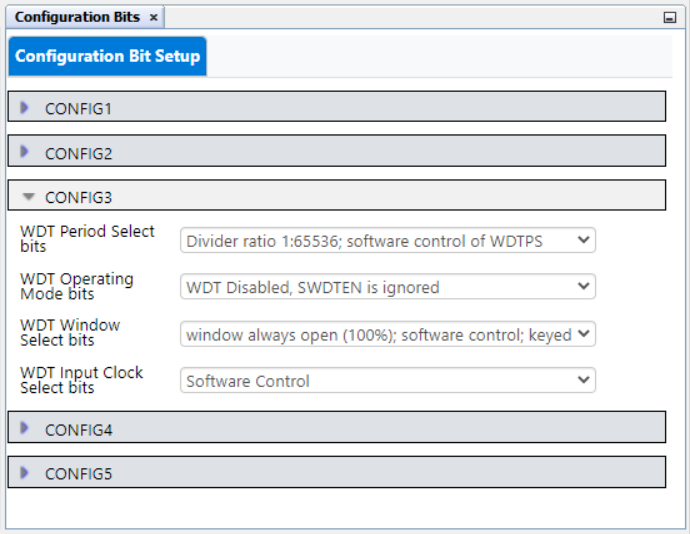 Configuration Bits ×
Configuration Bit Setup
CONFIG1
CONFIG2
CONFIG3
WDT Period Select
bits
Divider ratio 1:65536; software control of WDTPS
WDT Operating
Mode bits
WDT Disabled, SWDTEN is ignored
WDT Window
Select bits
window always open (100%); software control; keyed
WDT Input Clock
Select bits
Software Control
CONFIG4
CONFIG5